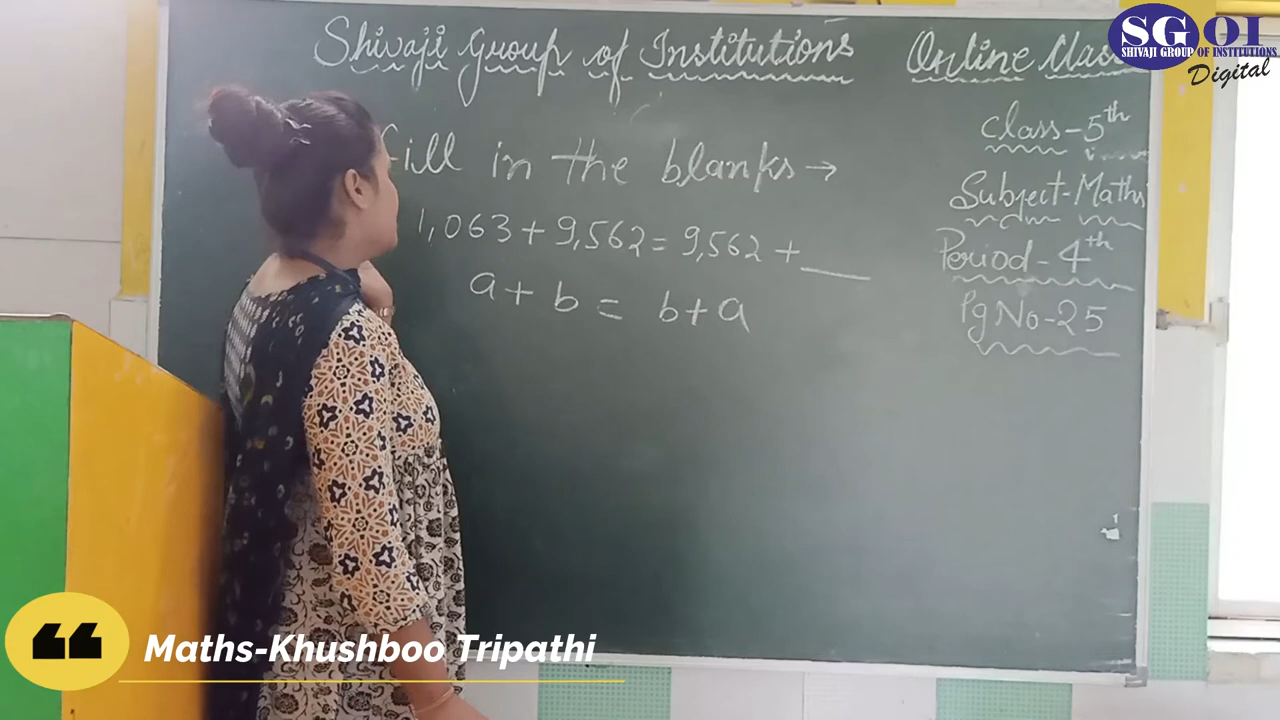 Shivaji Group of Institutions
Online Class
SGOI
SHIVAJI GROUP OF INSTITUTIONS
Digital
Class-5th
Subject-Maths
Period-4th
Pg No-25
fill in the blanks→
1,063+9,562=9,562+___
a+b=b+a
Maths-Khushboo Tripathi